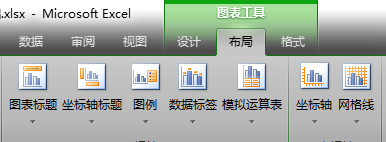 .xlsx - Microsoft Excel 图表工具
数据 审阅 视图 设计 布局 格式
图表标题 坐标轴标题 图例 数据标签 模拟运算表 坐标轴 网格线